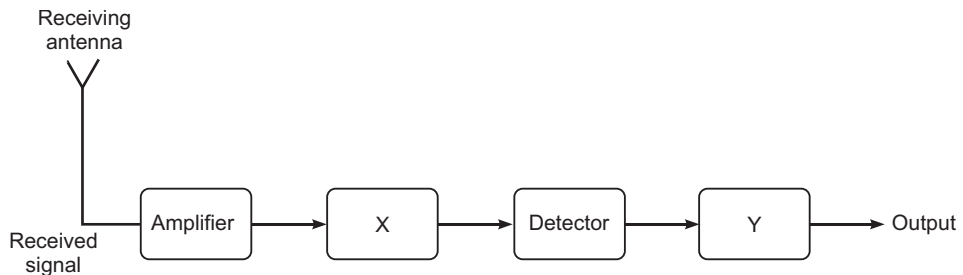 Receiving
antenna
Amplifier
X
Detector
Y
Output
Received
signal